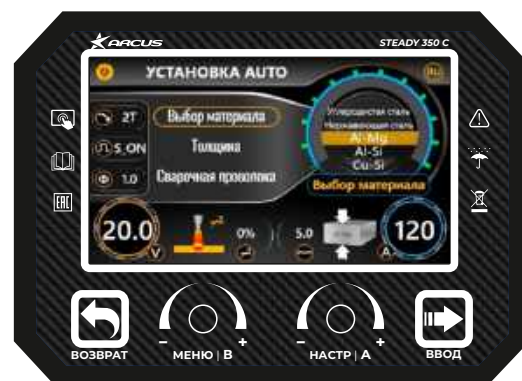 ARCUS
STEADY 350 C
УСТАНОВКА AUTO
RU
2T
Выбор материала
Углеродистая сталь
Нержавеющая сталь
Al-Mg
Al-Si
Cu-Si
S_ON
Толщина
1.0
Сварочная проволока
Выбор материала
20.0
V
0%
5.0
120
A
EAC
ВОЗВРАТ
МЕНЮ | В
НАСТР | А
ВВОД